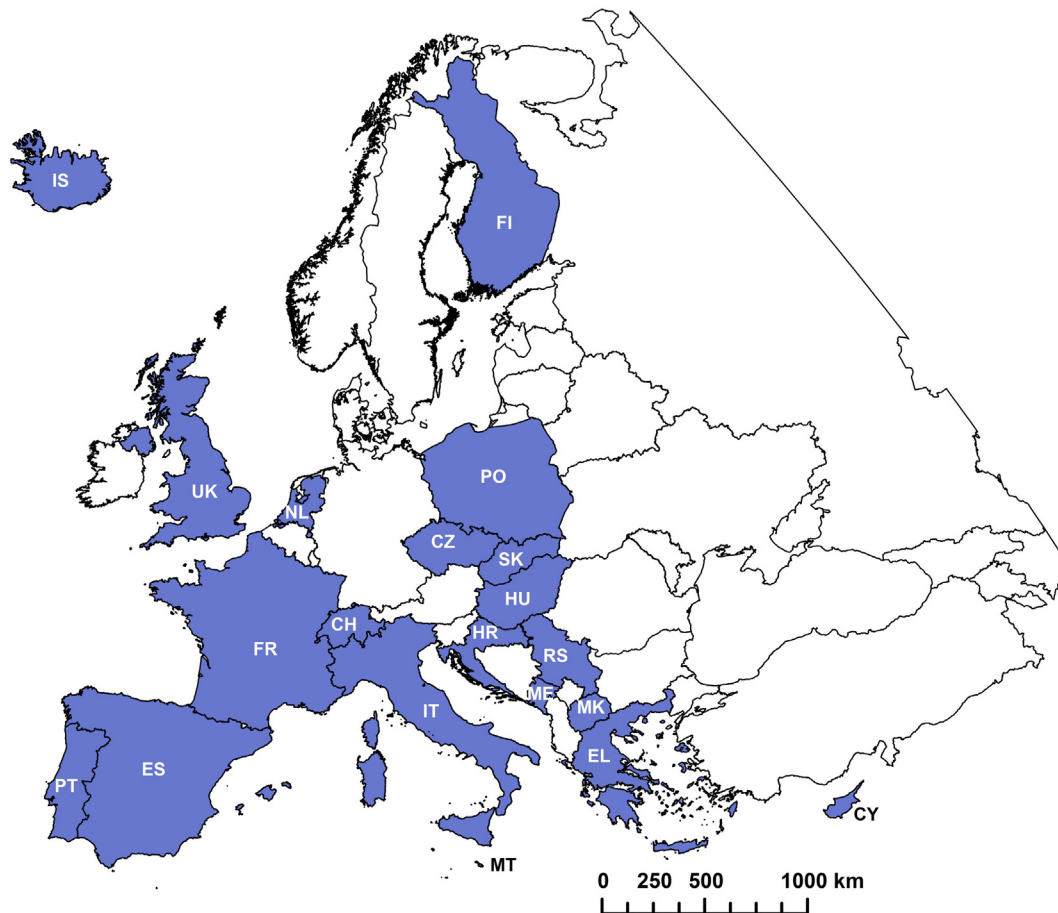 IS
FI
UK
NL
PO
CZ
SK
HU
CH
HR
FR
RS
ME
IT
MK
EL
PT
ES
CY
MT
0 250 500 1000 km